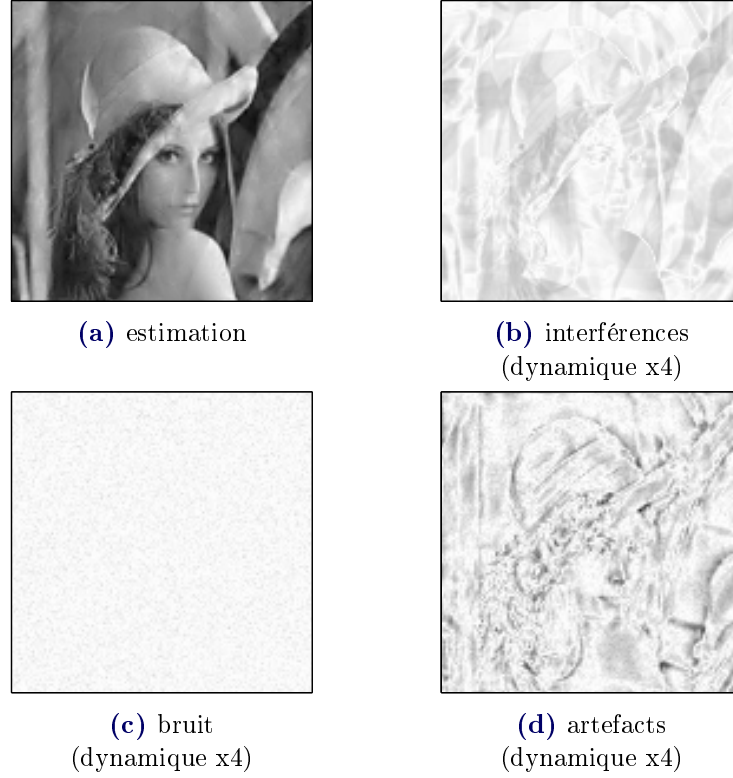 (a) estimation
(b) interférences
(dynamique x4)
(c) bruit
(dynamique x4)
(d) artefacts
(dynamique x4)